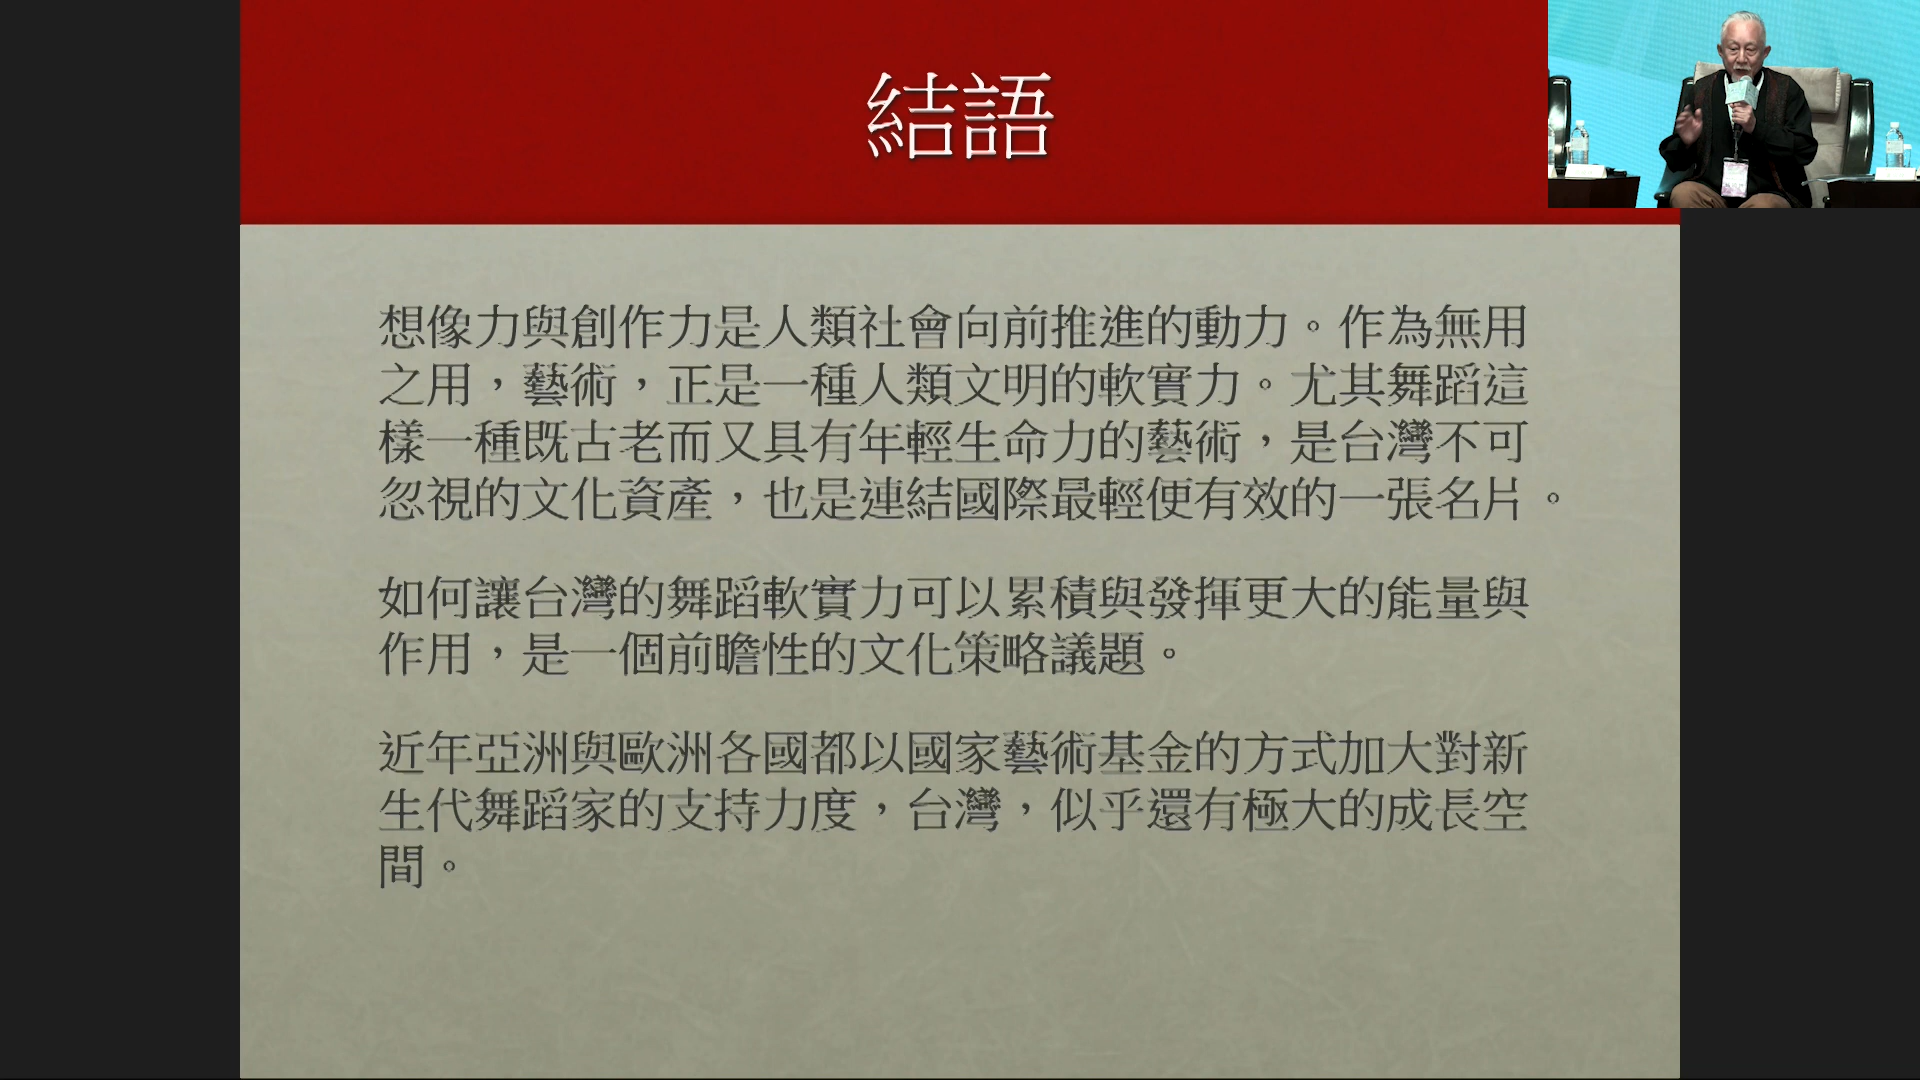 結語
想像力與創作力是人類社會向前推進的動力。作為無用
之用，藝術，正是一種人類文明的軟實力。尤其舞蹈這
樣一種既古老而又具有年輕生命力的藝術，是台灣不可
忽視的文化資產，也是連結國際最輕便有效的一張名片。
如何讓台灣的舞蹈軟實力可以累積與發揮更大的能量與
作用，是一個前瞻性的文化策略議題。
近年亞洲與歐洲各國都以國家藝術基金的方式加大對新
生代舞蹈家的支持力度，台灣，似乎還有極大的成長空
間。